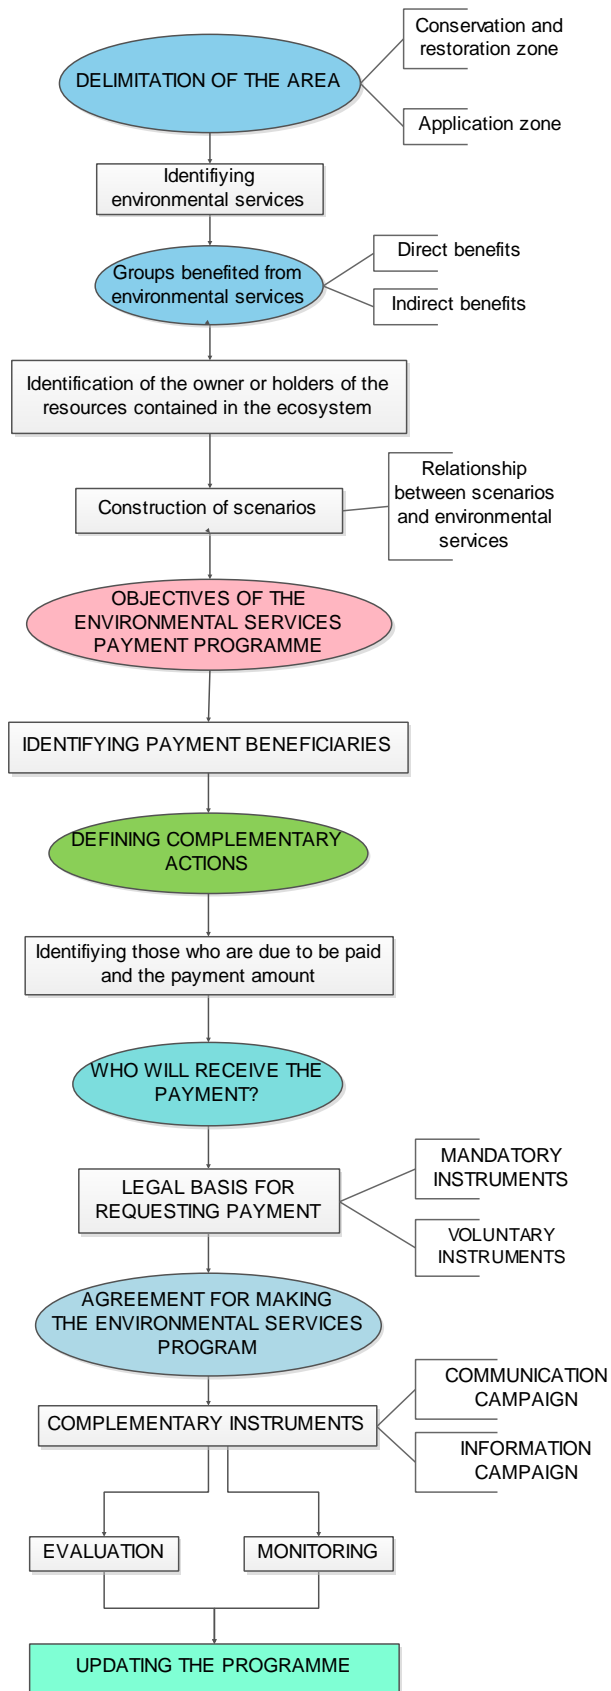 Conservation and
restoration zone
DELIMITATION OF THE AREA
Application zone
Identifiying
environmental services
Direct benefits
Groups benefited from
environmental services
Indirect benefits
Identification of the owner or holders of the
resources contained in the ecosystem
Relationship
between scenarios
and environmental
services
Construction of scenarios
OBJECTIVES OF THE
ENVIRONMENTAL SERVICES
PAYMENT PROGRAMME
IDENTIFYING PAYMENT BENEFICIARIES
DEFINING COMPLEMENTARY
ACTIONS
Identifiying those who are due to be paid
and the payment amount
WHO WILL RECEIVE THE
PAYMENT?
MANDATORY
INSTRUMENTS
LEGAL BASIS FOR
REQUESTING PAYMENT
VOLUNTARY
INSTRUMENTS
AGREEMENT FOR MAKING
THE ENVIRONMENTAL SERVICES
PROGRAM
COMMUNICATION
CAMPAIGN
COMPLEMENTARY INSTRUMENTS
INFORMATION
CAMPAIGN
EVALUATION
MONITORING
UPDATING THE PROGRAMME